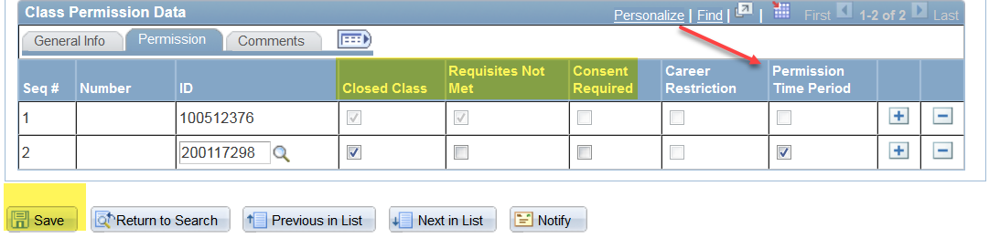 Class Permission Data
Personalize | Find | | First 1-2 of 2 Last
General Info Permission Comments
Seq # Number ID Closed Class Requisites Not Met Consent Required Career Restriction Permission Time Period
1 100512376
2 200117298
Save Return to Search Previous in List Next in List Notify